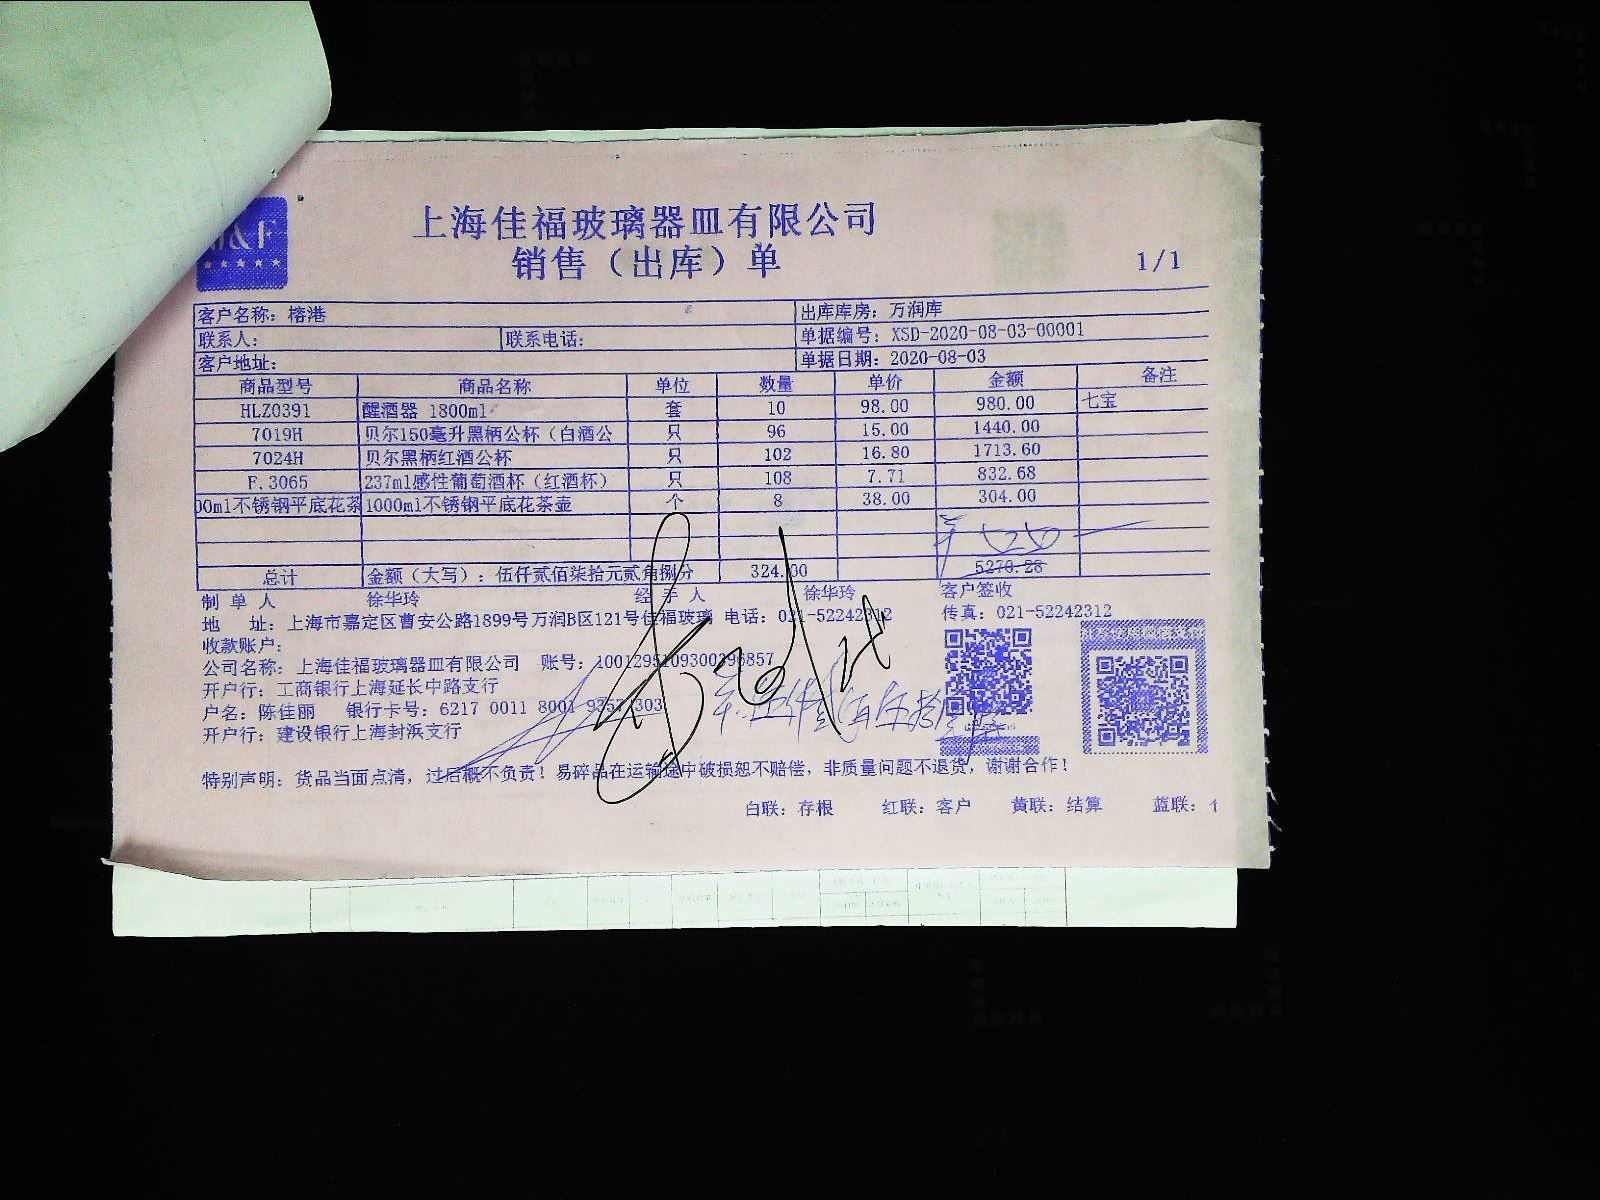 上海佳福玻璃器皿有限公司
销售（出库）单
1/1
客户名称：榕港 出库库房：万润库
联系人： 联系电话： 单据编号：XSD-2020-08-03-00001
客户地址： 单据日期：2020-08-03
商品型号 商品名称 单位 数量 单价 金额 备注
HLZ0391 醒酒器 1800ml 套 10 98.00 980.00 七宝
7019H 贝尔150毫升黑柄公杯（白酒公 只 96 15.00 1440.00
7024H 贝尔黑柄红酒公杯 只 102 16.80 1713.60
F.3065 237ml感性葡萄酒杯（红酒杯） 只 108 7.71 832.68
00ml不锈钢平底花茶 1000ml不锈钢平底花茶壶 个 8 38.00 304.00
¥ 5250
总计 金额（大写）：伍仟贰佰柒拾元贰角捌分 324.00 5270.28
制单人 徐华玲 经手人 徐华玲 客户签收
地 址：上海市嘉定区曹安公路1899号万润B区121号佳福玻璃 电话：021-52242312 传真：021-52242312
收款账户：
公司名称：上海佳福玻璃器皿有限公司 账号：1001295109300396857
开户行：工商银行上海延长中路支行
户名：陈佳丽 银行卡号：6217 0011 8001 9357 303
开户行：建设银行上海封浜支行
特别声明：货品当面点清，过后概不负责！易碎品在运输途中破损恕不赔偿，非质量问题不退货，谢谢合作！
白联：存根 红联：客户 黄联：结算 蓝联：